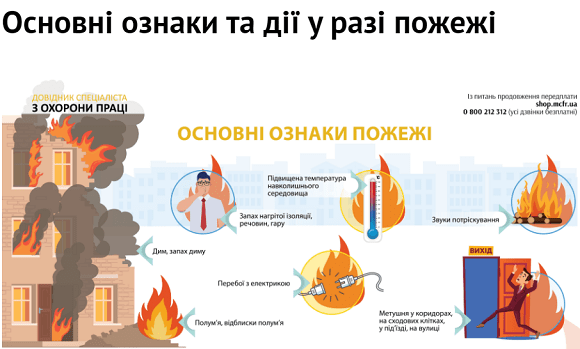 Основні ознаки та дії у разі пожежі
ДОВІДНИК СПЕЦІАЛІСТА
З ОХОРОНИ ПРАЦІ
Із питань продовження передплати
shop.mcfr.ua
0 800 212 312 (усі дзвінки безплатні)
ОСНОВНІ ОЗНАКИ ПОЖЕЖІ
Підвищена температура
навколишнього
середовища
Запах нагрітої ізоляції,
речовин, гару
Звуки потріскування
Дим, запах диму
ВИХІД
Перебої з електрикою
Полум'я, відблиски полум'я
Метушня у коридорах,
на сходових клітках,
у під'їзді, на вулиці